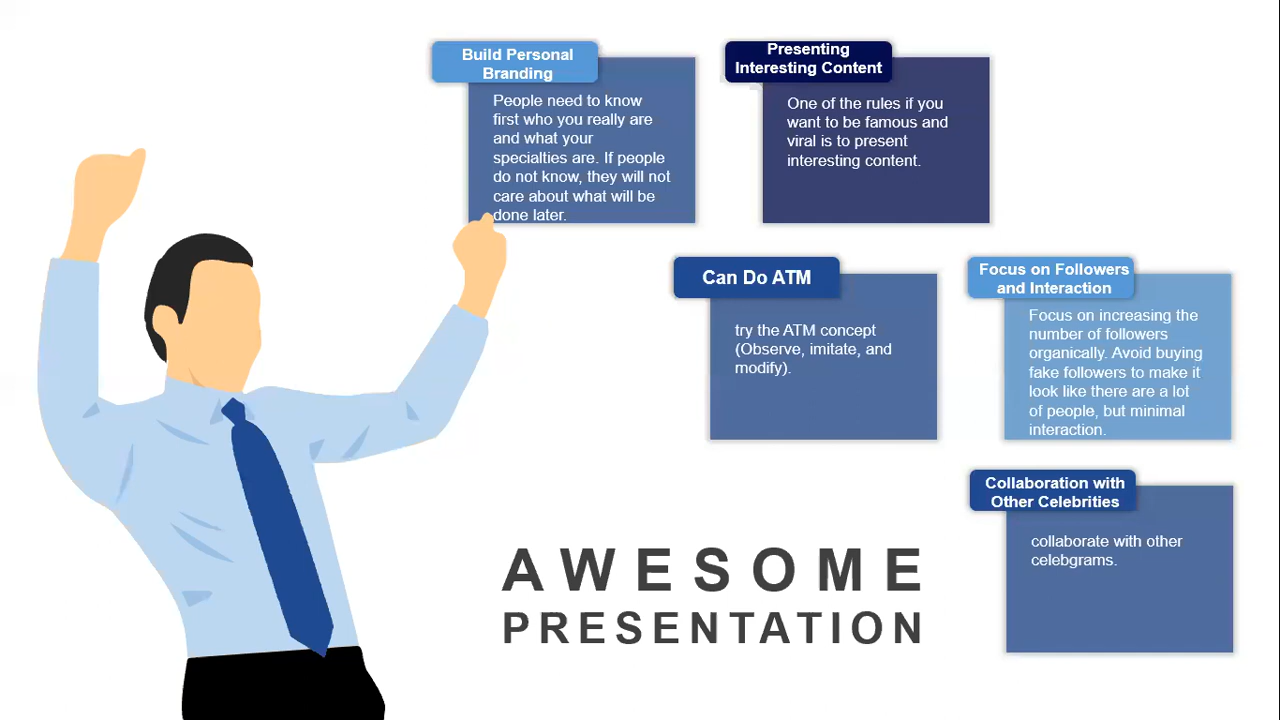 Build Personal
Branding
People need to know
first who you really are
and what your
specialties are. If people
do not know, they will not
care about what will be
done later.
Presenting
Interesting Content
One of the rules if you
want to be famous and
viral is to present
interesting content.
Can Do ATM
try the ATM concept
(Observe, imitate, and
modify).
Focus on Followers
and Interaction
Focus on increasing the
number of followers
organically. Avoid buying
fake followers to make it
look like there are a lot
of people, but minimal
interaction.
Collaboration with
Other Celebrities
collaborate with other
celebgrams.
AWESOME
PRESENTATION